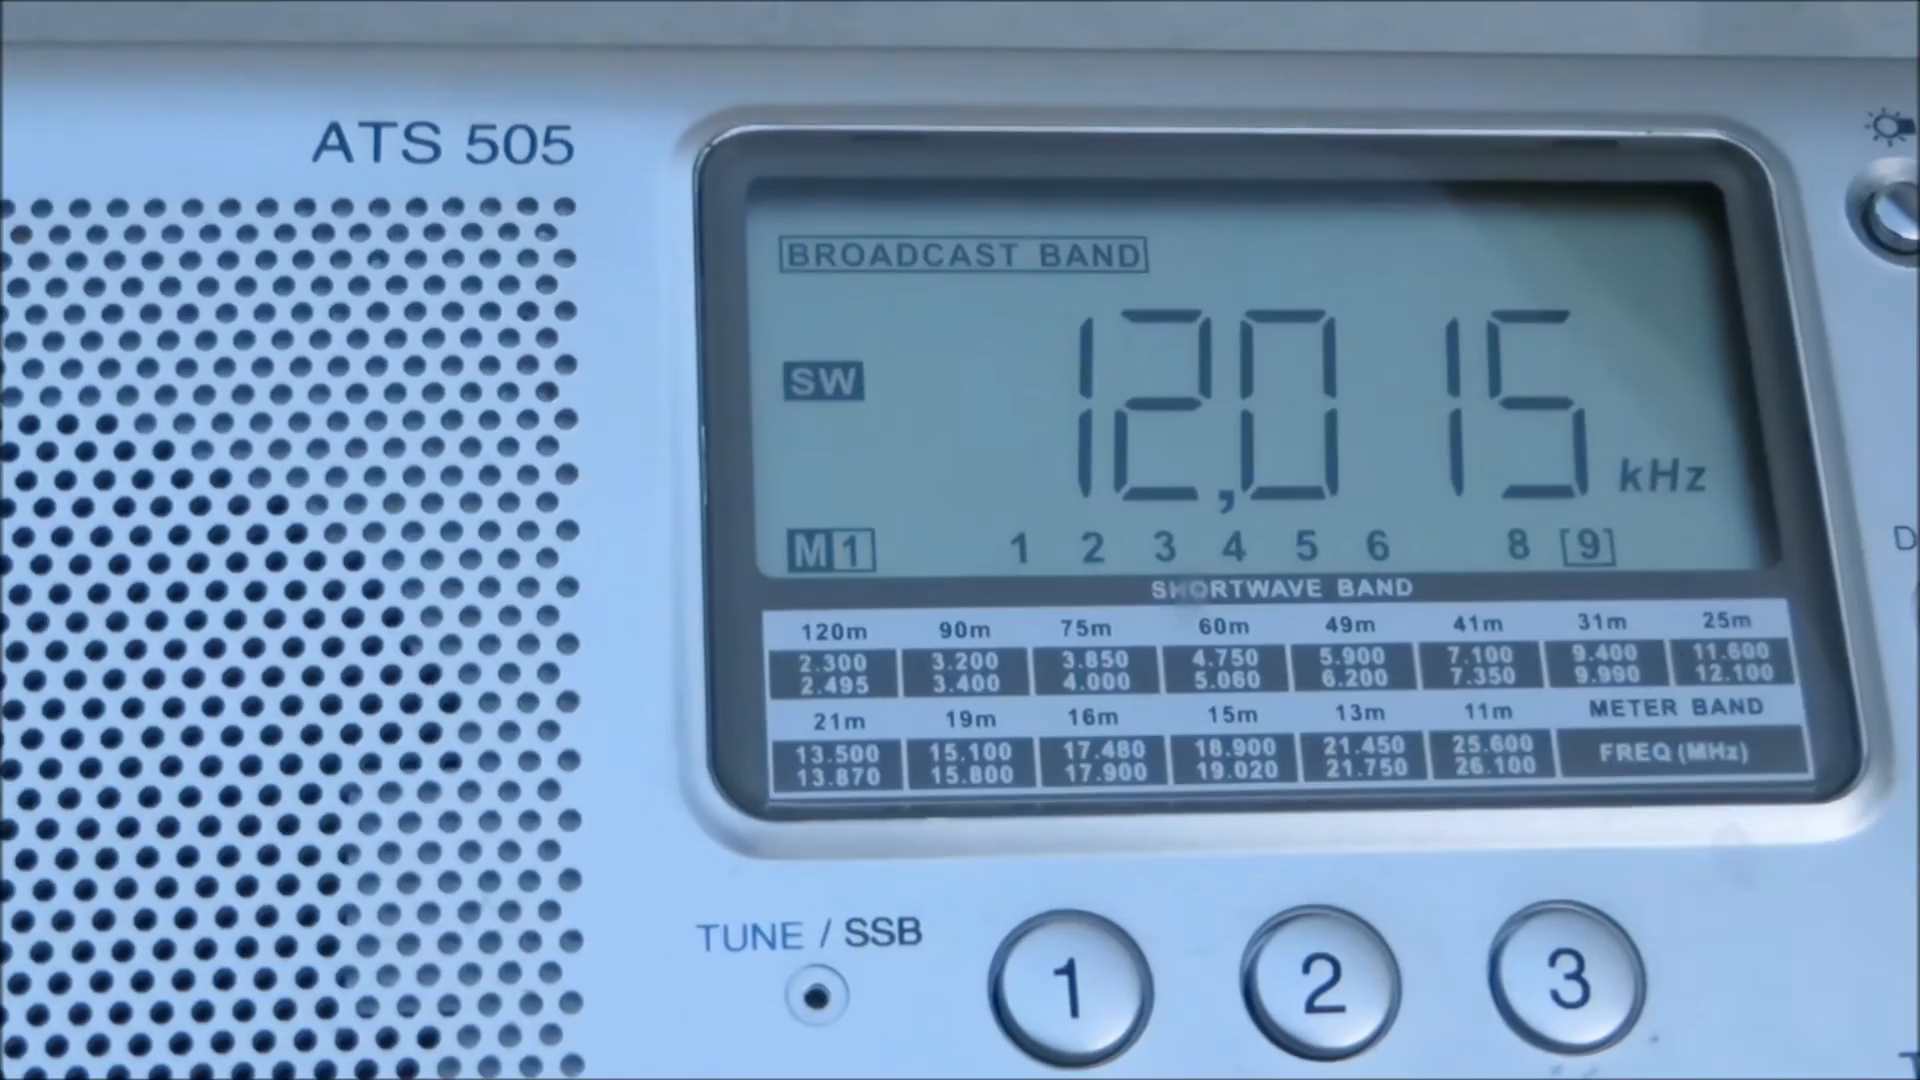 ATS 505
BROADCAST BAND
SW
12,015 kHz
M1 1 2 3 4 5 6 8 [9]
SHORTWAVE BAND
120m 90m 75m 60m 49m 41m 31m 25m
2.300 3.200 3.850 4.750 5.900 7.100 9.400 11.600
2.495 3.400 4.000 5.060 6.200 7.350 9.990 12.100
21m 19m 16m 15m 13m 11m METER BAND
13.500 15.100 17.480 18.900 21.450 25.600 FREQ (MHz)
13.870 15.800 17.900 19.020 21.750 26.100
TUNE / SSB
1 2 3